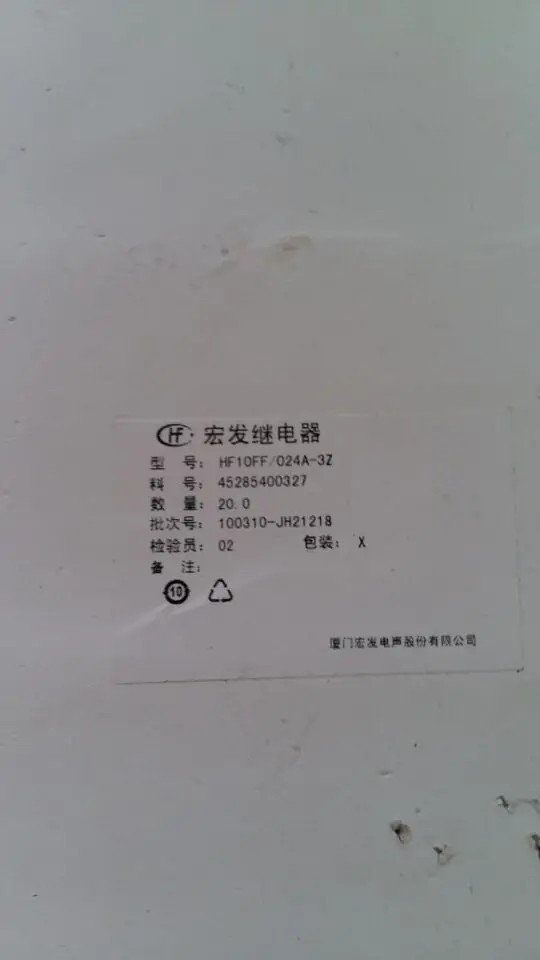 HF 宏发继电器
型 号: HF10FF/024A-3Z
料 号: 45285400327
数 量: 20.0
批次号: 100310-JH21218
检验员: 02 包装: X
备 注:
10
厦门宏发电声股份有限公司